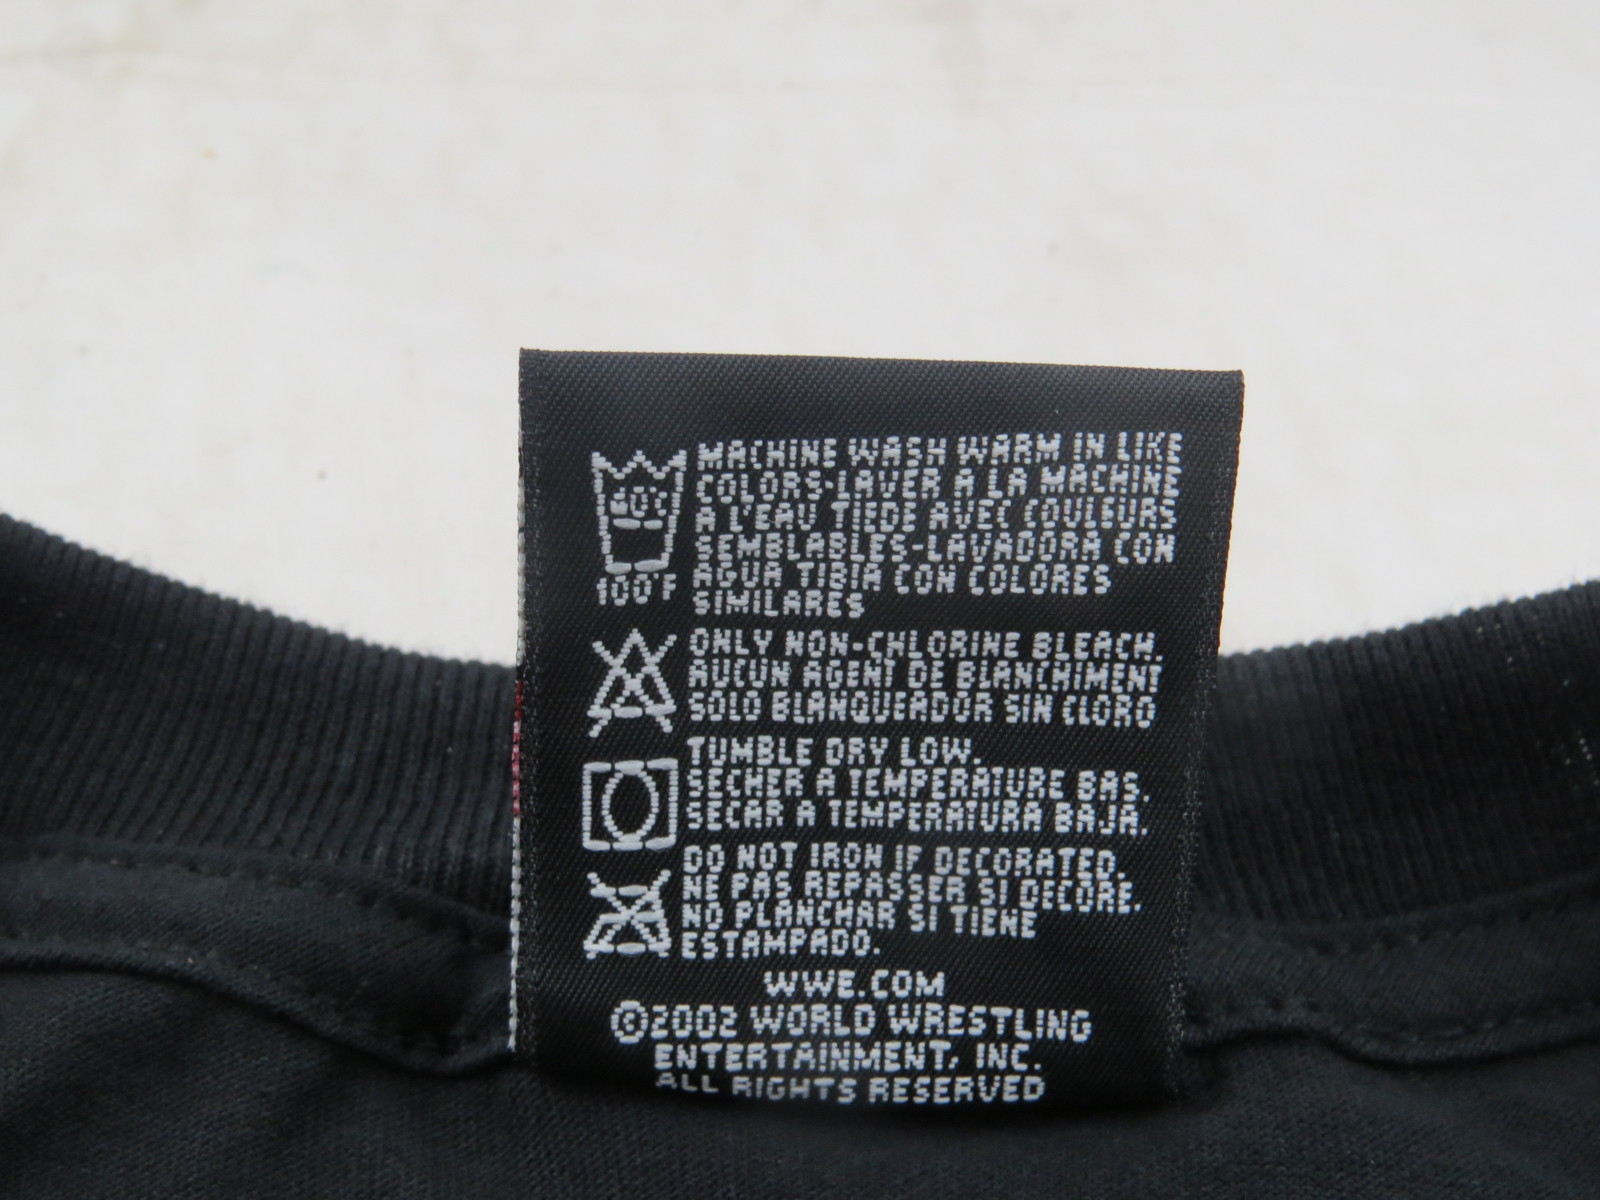 MACHINE WASH WARM IN LIKE
COLORS-LAVER A LA MACHINE
A L'EAU TIEDE AVEC COULEURS
SEMBLABLES-LAVADORA CON
AGUA TIBIA CON COLORES
SIMILARES
100°F
ONLY NON-CHLORINE BLEACH.
AUCUN AGENT DE BLANCHIMENT
SOLO BLANQUEADOR SIN CLORO
TUMBLE DRY LOW.
SECHER A TEMPERATURE BAS.
SECAR A TEMPERATURA BAJA.
DO NOT IRON IF DECORATED.
NE PAS REPASSER SI DECORE.
NO PLANCHAR SI TIENE
ESTAMPADO.
WWE.COM
©2002 WORLD WRESTLING
ENTERTAINMENT, INC.
ALL RIGHTS RESERVED